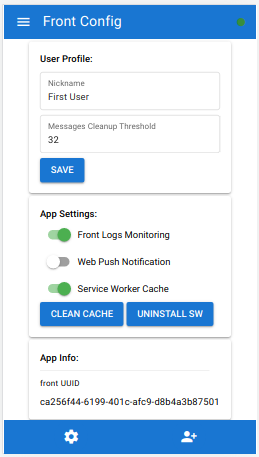 Front Config
User Profile:
Nickname
First User
Messages Cleanup Threshold
32
SAVE
App Settings:
Front Logs Monitoring
Web Push Notification
Service Worker Cache
CLEAN CACHE UNINSTALL SW
App Info:
front UUID
ca256f44-6199-401c-afc9-d8b4a3b87501